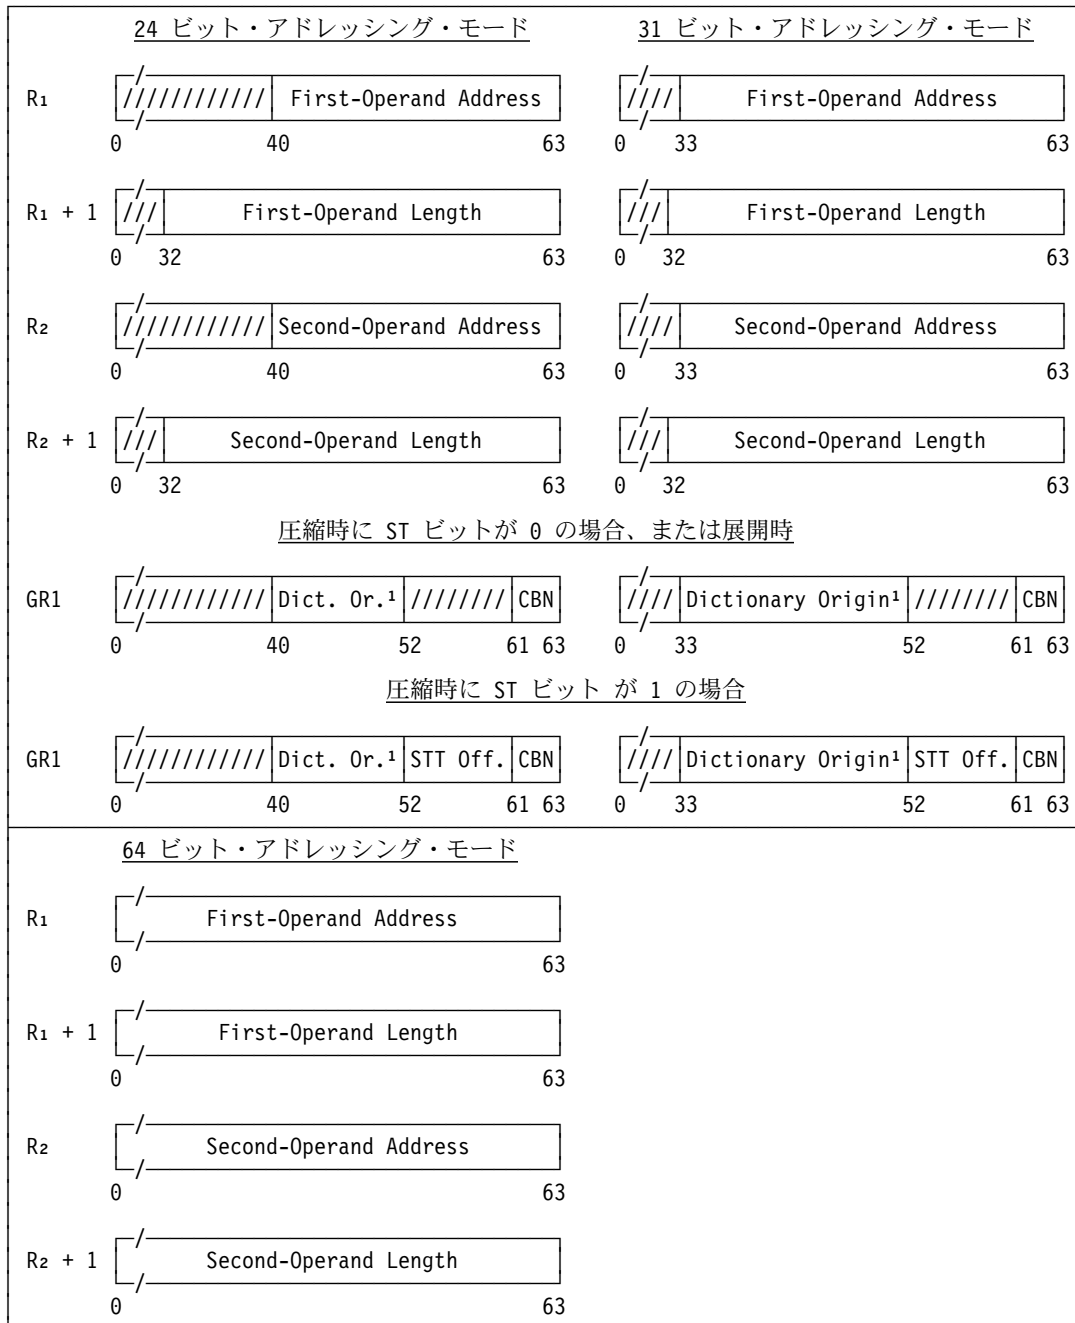 24 ビット・アドレッシング・モード 31 ビット・アドレッシング・モード
R₁ //////////// First-Operand Address //// First-Operand Address
0 40 63 0 33 63
R₁ + 1 /// First-Operand Length /// First-Operand Length
0 32 63 0 32 63
R₂ //////////// Second-Operand Address //// Second-Operand Address
0 40 63 0 33 63
R₂ + 1 /// Second-Operand Length /// Second-Operand Length
0 32 63 0 32 63
圧縮時に ST ビットが 0 の場合、または展開時
GR1 //////////// Dict. Or.¹ //////// CBN //// Dictionary Origin¹ //////// CBN
0 40 52 61 63 0 33 52 61 63
圧縮時に ST ビット が 1 の場合
GR1 //////////// Dict. Or.¹ STT Off. CBN //// Dictionary Origin¹ STT Off. CBN
0 40 52 61 63 0 33 52 61 63
64 ビット・アドレッシング・モード
R₁ First-Operand Address
0 63
R₁ + 1 First-Operand Length
0 63
R₂ Second-Operand Address
0 63
R₂ + 1 Second-Operand Length
0 63